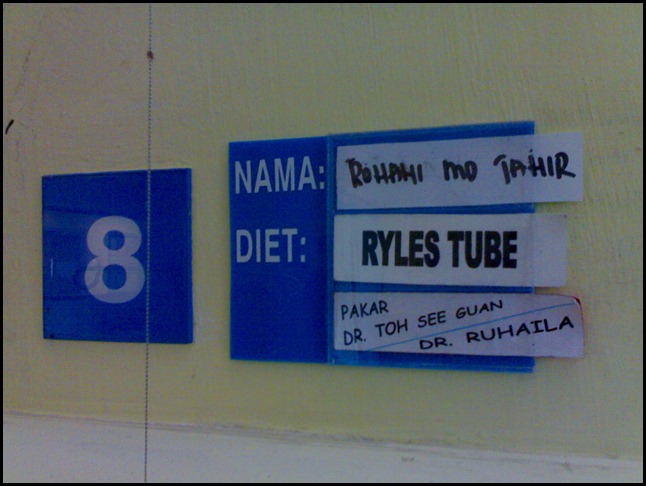 8
NAMA: ROHANI MD TAHIR
DIET: RYLES TUBE
PAKAR
DR. TOH SEE GUAN
DR. RUHAILA